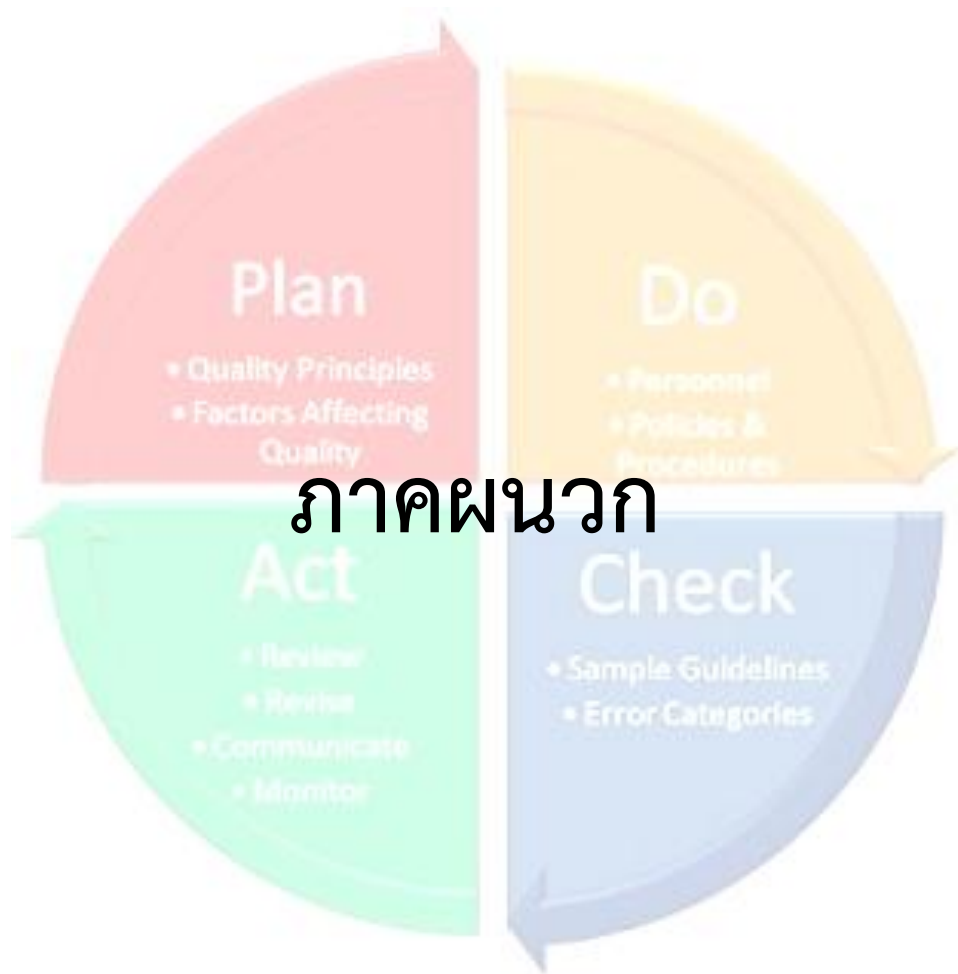 Plan
• Quality Principles
• Factors Affecting
Quality
Do
• Personnel
• Policies &
Procedures
ภาคผนวก
Act
• Review
• Revise
• Communicate
• Monitor
Check
• Sample Guidelines
• Error Categories